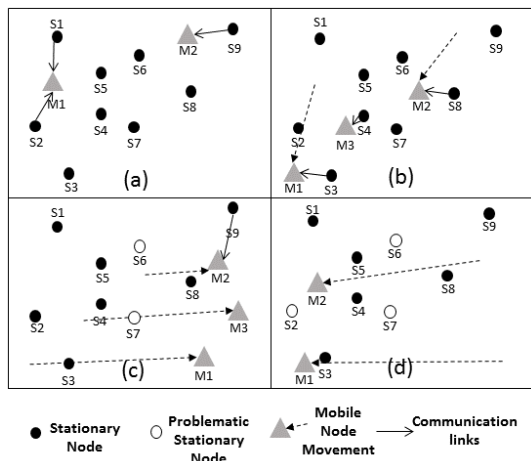 S1
M2
S9
S6
S5
M1
S8
S4
S2
S7
S3
(a)
S1
S9
S6
S5
M2
S8
S4
S2
M3
S7
M1
S3
(b)
S1
S9
S6
S5
M2
S8
S4
M3
S2
S7
S3
M1
(c)
S1
S9
S6
S5
S8
M2
S4
S2
S7
M1
S3
(d)
Stationary Node
Problematic Stationary Node
Mobile Node Movement
Communication links